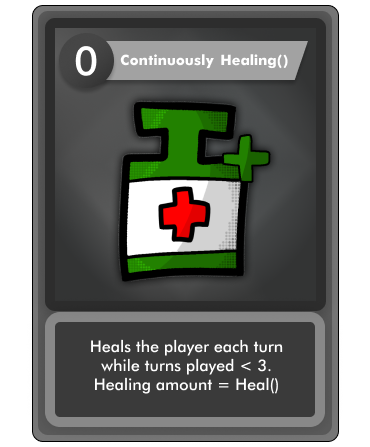 0
Continuously Healing()
Heals the player each turn
while turns played < 3.
Healing amount = Heal()